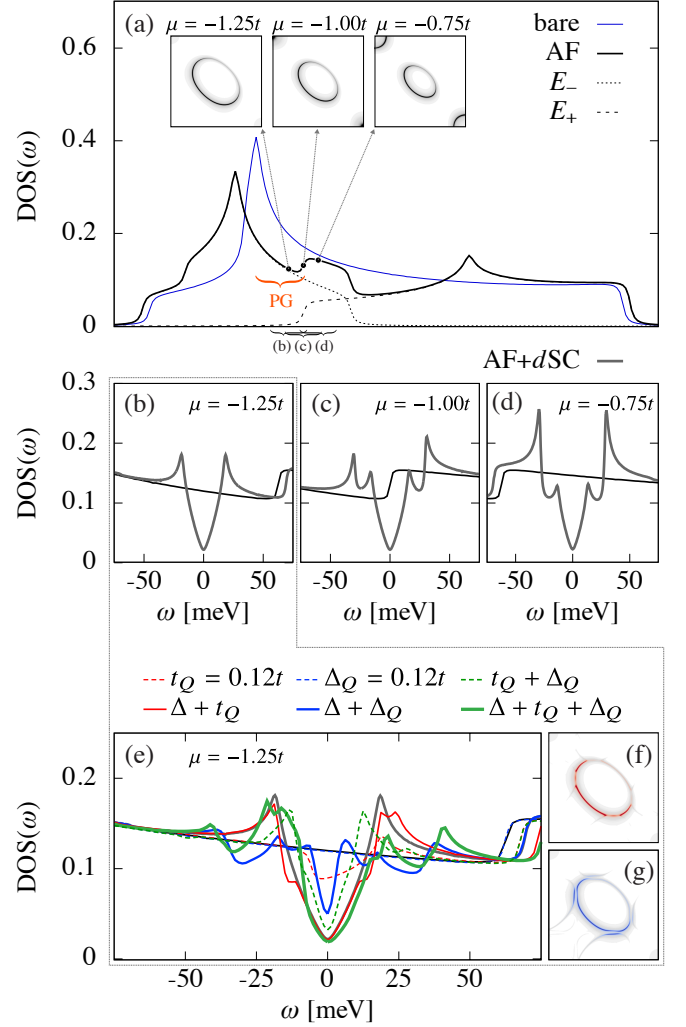 (a) μ = −1.25t μ = −1.00t μ = −0.75t
bare
AF
E₋
E₊
DOS(ω)
0.6
0.4
0.2
0
PG
(b) (c) (d)
AF+dSC
DOS(ω)
0.3
0.2
0.1
0
(b) μ = −1.25t
(c) μ = −1.00t
(d) μ = −0.75t
-50 0 50
-50 0 50
-50 0 50
ω [meV]
ω [meV]
ω [meV]
t_Q = 0.12t Δ_Q = 0.12t t_Q + Δ_Q
Δ + t_Q Δ + Δ_Q Δ + t_Q + Δ_Q
(e) μ = −1.25t
DOS(ω)
0.2
0.1
0
-50 -25 0 25 50
ω [meV]
(f)
(g)